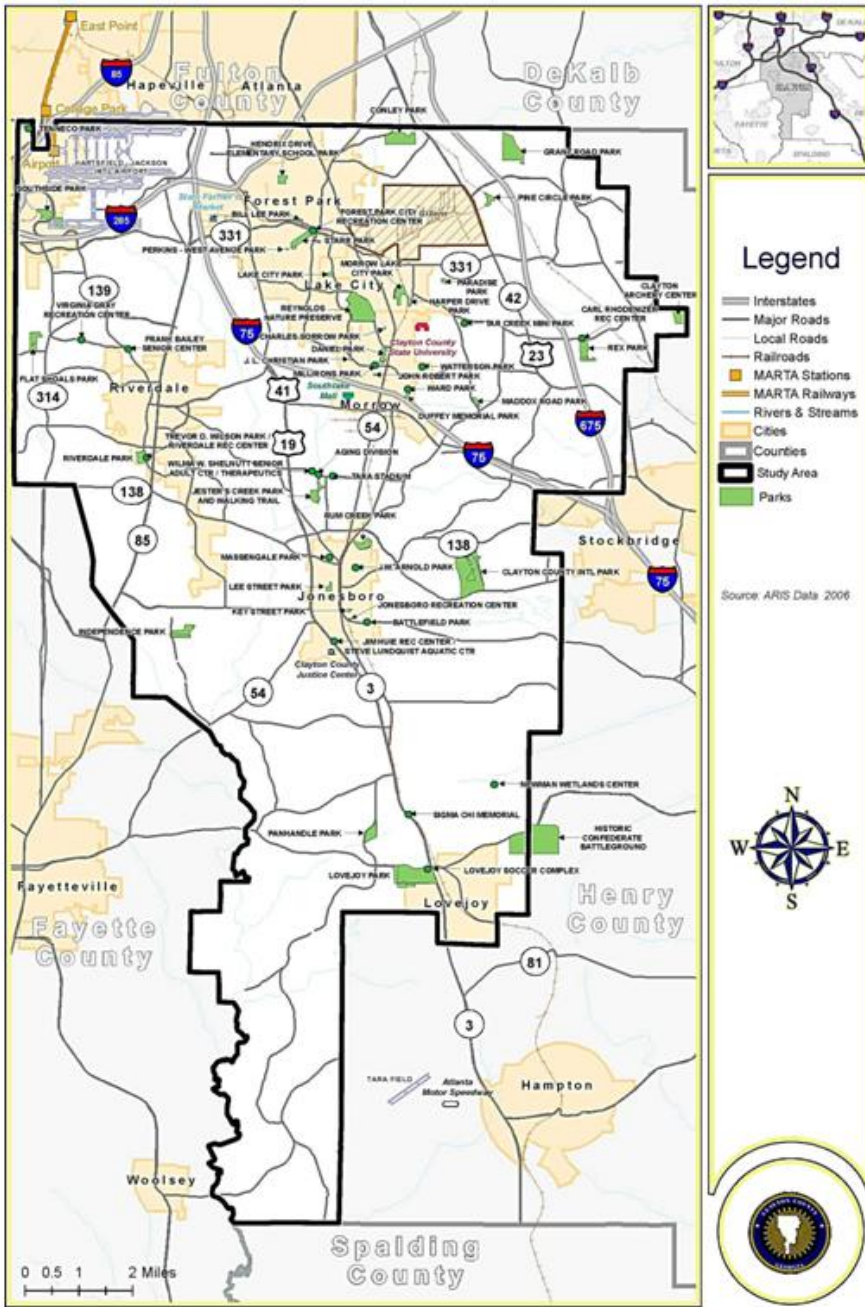 East Point
85
Fulton
County
DeKalb
County
Hapeville
Atlanta
College Park
CONLEY PARK
TENNECO PARK
HENDRIX DRIVE
ELEMENTARY SCHOOL PARK
GRANT ROAD PARK
Airport
HARTSFIELD, JACKSON
INTL AIRPORT
SOUTHSIDE PARK
Forest Park
PINE CIRCLE PARK
State Farmer's
Market
BILL LEE PARK
FOREST PARK CITY
RECREATION CENTER
285
331
STARR PARK
PERKINS - WEST AVENUE PARK
MORROW LAKE
CITY PARK
331
LAKE CITY PARK
Lake City
PARADISE
PARK
139
42
CLAYTON
ARCHERY CENTER
VIRGINIA GRAY
RECREATION CENTER
REYNOLDS
NATURE PRESERVE
HARPER DRIVE
PARK
CARL RHODENIZER
REC CENTER
75
CHARLES SORROW PARK
Clayton County
State University
TAR CREEK MINI PARK
FRANK BAILEY
SENIOR CENTER
DANIEL PARK
23
REX PARK
J. L. CHRISTIAN PARK
WATTERSON PARK
FLAT SHOALS PARK
Riverdale
MILLIRONS PARK
JOHN ROBERT PARK
314
41
Southlake
Mall
WARD PARK
MADDOX ROAD PARK
Morrow
DUFFEY MEMORIAL PARK
675
TREVOR D. WILSON PARK /
RIVERDALE REC CENTER
19
54
AGING DIVISION
75
RIVERDALE PARK
WILMA W. SHELNUTT SENIOR
ADULT CTR / THERAPEUTICS
TARA STADIUM
138
JESTER'S CREEK PARK
AND WALKING TRAIL
RUM CREEK PARK
85
138
Stockbridge
MASSENGALE PARK
J.W. ARNOLD PARK
CLAYTON COUNTY INTL PARK
75
LEE STREET PARK
Jonesboro
KEY STREET PARK
JONESBORO RECREATION CENTER
BATTLEFIELD PARK
INDEPENDENCE PARK
JIM HUIE REC CENTER /
STEVE LUNDQUIST AQUATIC CTR
Clayton County
Justice Center
54
3
NEWMAN WETLANDS CENTER
SIGMA CHI MEMORIAL
PANHANDLE PARK
HISTORIC
CONFEDERATE
BATTLEGROUND
LOVEJOY PARK
LOVEJOY SOCCER COMPLEX
Fayetteville
Lovejoy
Henry
County
Fayette
County
81
3
TARA FIELD
Atlanta
Motor Speedway
Hampton
Woolsey
Spalding
County
0 0.5 1 2 Miles
FAYETTE
SPALDING
Legend
Interstates
Major Roads
Local Roads
Railroads
MARTA Stations
MARTA Railways
Rivers & Streams
Cities
Counties
Study Area
Parks
Source: ARIS Data 2006
N
W E
S